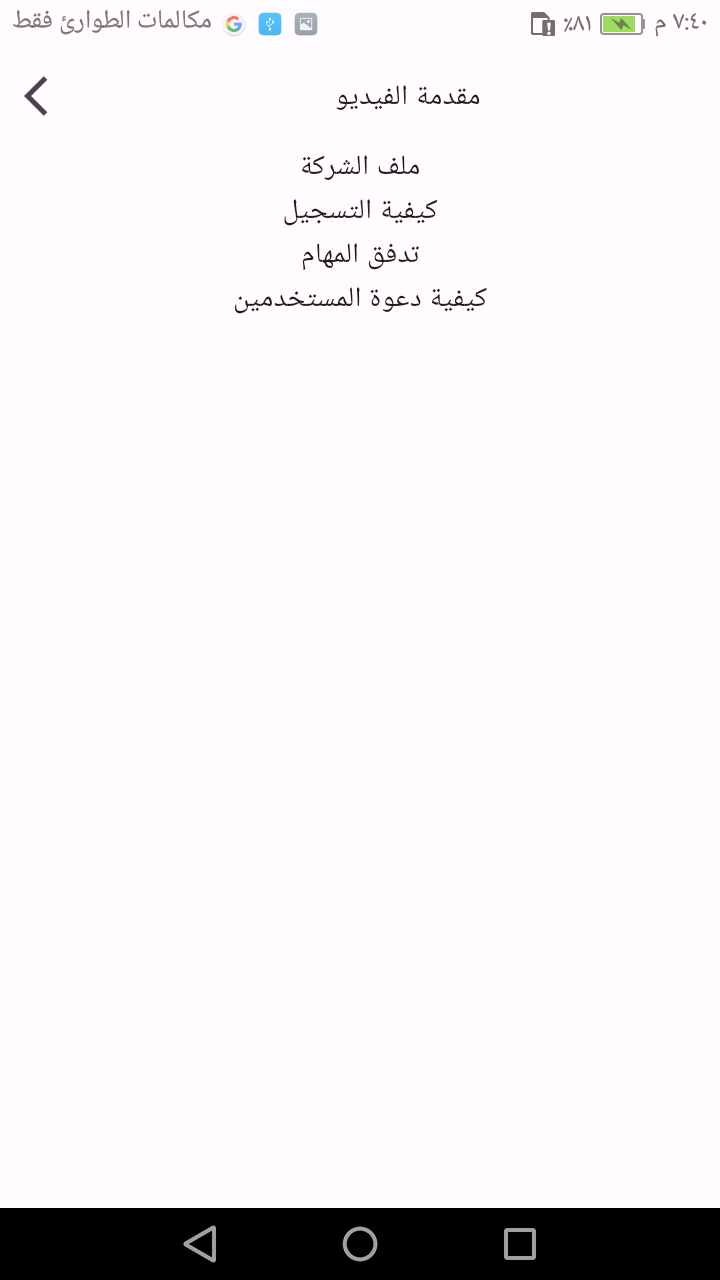 مكالمات الطوارئ فقط
٪٨١
٧:٤٠ م
مقدمة الفيديو
ملف الشركة
كيفية التسجيل
تدفق المهام
كيفية دعوة المستخدمين